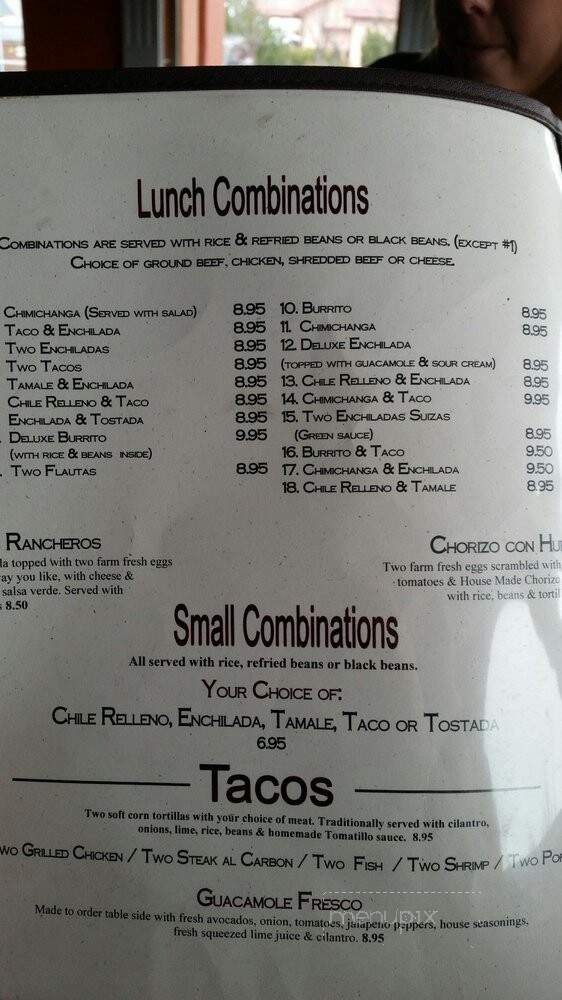 Lunch Combinations
Combinations are served with rice & refried beans or black beans. (except #1)
Choice of ground beef, chicken, shredded beef or cheese.
Chimichanga (Served with salad) 8.95
Taco & Enchilada 8.95
Two Enchiladas 8.95
Two Tacos 8.95
Tamale & Enchilada 8.95
Chile Relleno & Taco 8.95
Enchilada & Tostada 8.95
Deluxe Burrito 9.95
(with rice & beans inside)
Two Flautas 8.95
10. Burrito 8.95
11. Chimichanga 8.95
12. Deluxe Enchilada
(topped with guacamole & sour cream) 8.95
13. Chile Relleno & Enchilada 8.95
14. Chimichanga & Taco 9.95
15. Two Enchiladas Suizas
(Green sauce) 8.95
16. Burrito & Taco 9.50
17. Chimichanga & Enchilada 9.50
18. Chile Relleno & Tamale 8.95
Rancheros
topped with two farm fresh eggs
you like, with cheese &
salsa verde. Served with
8.50
Chorizo con
Two farm fresh eggs scrambled with
tomatoes & House Made Chorizo
with rice, beans &
Small Combinations
All served with rice, refried beans or black beans.
Your Choice of:
Chile Relleno, Enchilada, Tamale, Taco or Tostada
6.95
Tacos
Two soft corn tortillas with your choice of meat. Traditionally served with cilantro,
onions, lime, rice, beans & homemade Tomatillo sauce. 8.95
Grilled Chicken / Two Steak al Carbon / Two Fish / Two Shrimp / Two
Guacamole Fresco
Made to order table side with fresh avocados, onion, tomatoes, jalapeño peppers, house seasonings,
fresh squeezed lime juice & cilantro. 8.95
menupix